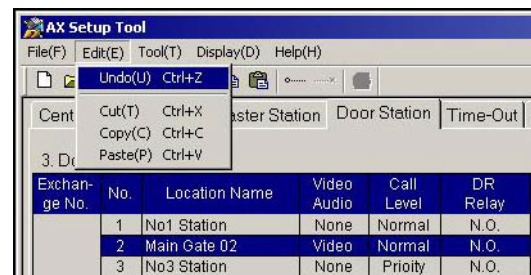 AX Setup Tool
File(F) Edit(E) Tool(T) Display(D) Help(H)
Undo(U) Ctrl+Z
Cut(T) Ctrl+X
Copy(C) Ctrl+C
Paste(P) Ctrl+V
Cent aster Station Door Station Time-Out
3. Do
Exchan-ge No. No. Location Name Video Audio Call Level DR Relay
1 No1 Station None Normal N.O.
2 Main Gate 02 Video Normal N.O.
3 No3 Station None Prioity N.O.